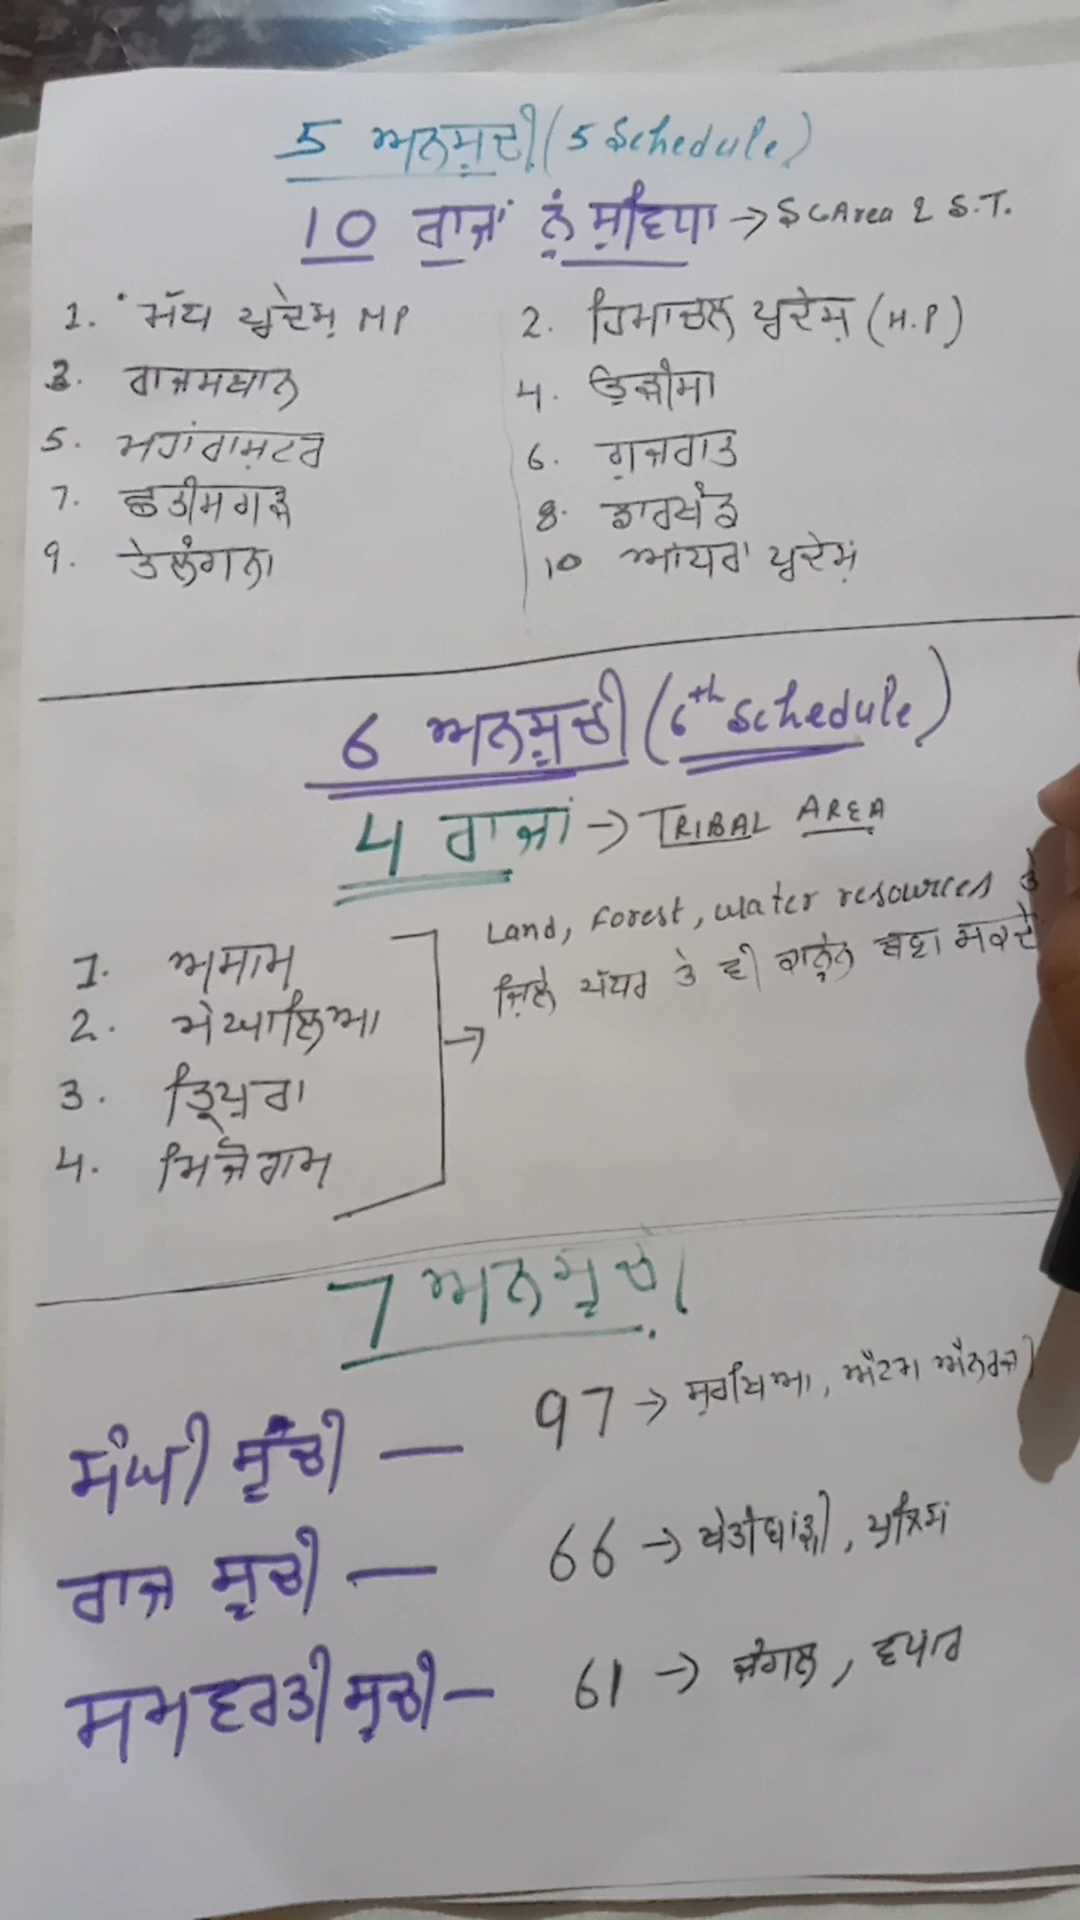 5 ਅਨੁਸੂਚੀ (5 Schedule)
10 ਰਾਜਾਂ ਨੂੰ ਸੁਵਿਧਾ → SC Area & S.T.
1. ਮੱਧ ਪ੍ਰਦੇਸ਼ MP
2. ਹਿਮਾਚਲ ਪ੍ਰਦੇਸ਼ (H.P)
3. ਰਾਜਸਥਾਨ
4. ਉੜੀਸਾ
5. ਮਹਾਂਰਾਸ਼ਟਰ
6. ਗੁਜਰਾਤ
7. ਛਤੀਸਗੜ੍ਹ
8. ਝਾਰਖੰਡ
9. ਤੇਲੰਗਨਾ
10 ਆਂਧਰਾ ਪ੍ਰਦੇਸ਼
6 ਅਨੁਸੂਚੀ (6th Schedule)
4 ਰਾਜਾਂ → TRIBAL AREA
Land, Forest, water resources ਤੇ
ਜ਼ਿਲੇ ਪੱਧਰ ਤੇ ਵੀ ਕਾਨੂੰਨ ਬਣਾ ਸਕਦੇ
1. ਅਸਾਮ
2. ਮੇਘਾਲਿਆ
3. ਤ੍ਰਿਪੁਰਾ
4. ਮਿਜੋਰਾਮ
7 ਅਨੁਸੂਚੀ
ਸੰਘੀ ਸੂਚੀ — 97 → ਸੁਰਖਿਆ, ਐਟਮ ਐਨਰਜੀ
ਰਾਜ ਸੂਚੀ — 66 → ਖੇਤੀਬਾੜੀ, ਪੁਲਿਸ
ਸਮਵਰਤੀ ਸੂਚੀ — 61 → ਜੰਗਲ, ਵਪਾਰ